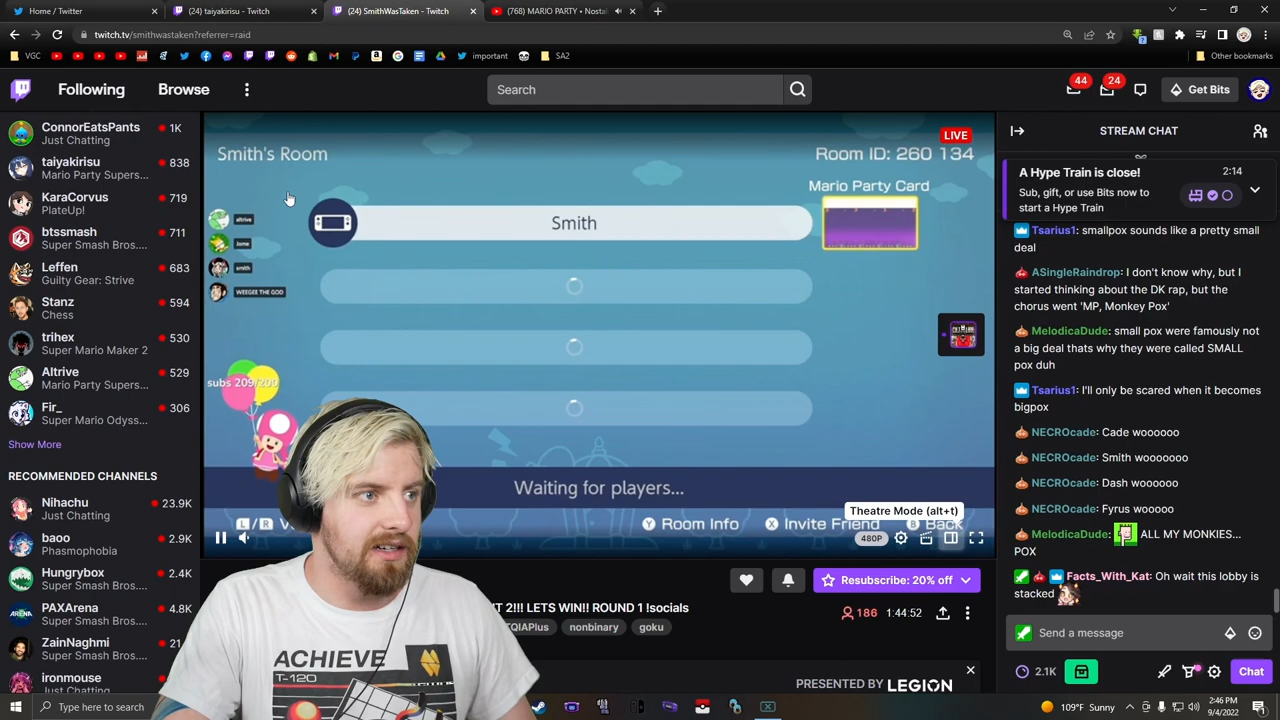 Home / Twitter
(24) taiyakirisu - Twitch
(24) SmithWasTaken - Twitch
(768) MARIO PARTY • Nostal
twitch.tv/smithwastaken?referrer=raid
VGC
important
SA2
Other bookmarks
Following
Browse
Search
44
24
Get Bits
ConnorEatsPants
1K
Just Chatting
taiyakirisu
838
Mario Party Supers...
KaraCorvus
719
PlateUp!
btssmash
711
Super Smash Bros....
Leffen
683
Guilty Gear: Strive
Stanz
594
Chess
trihex
530
Super Mario Maker 2
Altrive
529
Mario Party Supers...
Fir_
306
Super Mario Odyss...
Show More
RECOMMENDED CHANNELS
Nihachu
23.9K
Just Chatting
baoo
2.9K
Phasmophobia
Hungrybox
2.4K
Super Smash Bros....
PAXArena
4.8K
Super Smash Bros....
ZainNaghmi
21
Super Smash Bros....
ironmouse
Just Chatting
Smith's Room
LIVE
Room ID: 260 134
Mario Party Card
Smith
altrive
Jame
smith
WEEGEE THE GOD
subs 209/200
Waiting for players...
L / R V
Y Room Info
X Invite Friend
B Back
Theatre Mode (alt+t)
480P
Resubscribe: 20% off
T 2!!! LETS WIN!! ROUND 1 !socials
186
1:44:52
TQIAPlus
nonbinary
goku
PRESENTED BY LEGION
ACHIEVE
T-120
STREAM CHAT
A Hype Train is close!
2:14
Sub, gift, or use Bits now to
start a Hype Train
Tsarius1: smallpox sounds like a pretty small
deal
ASingleRaindrop: I don't know why, but I
started thinking about the DK rap, but the
chorus went 'MP, Monkey Pox'
MelodicaDude: small pox were famously not
a big deal thats why they were called SMALL
pox duh
Tsarius1: I'll only be scared when it becomes
bigpox
NECROcade: Cade woooooo
NECROcade: Smith wooooooo
NECROcade: Dash wooooooo
NECROcade: Fyrus wooooo
MelodicaDude: ALL MY MONKIES...
POX
Facts_With_Kat: Oh wait this lobby is
stacked
Send a message
2.1K
Chat
Type here to search
109°F Sunny
2:46 PM
9/4/2022